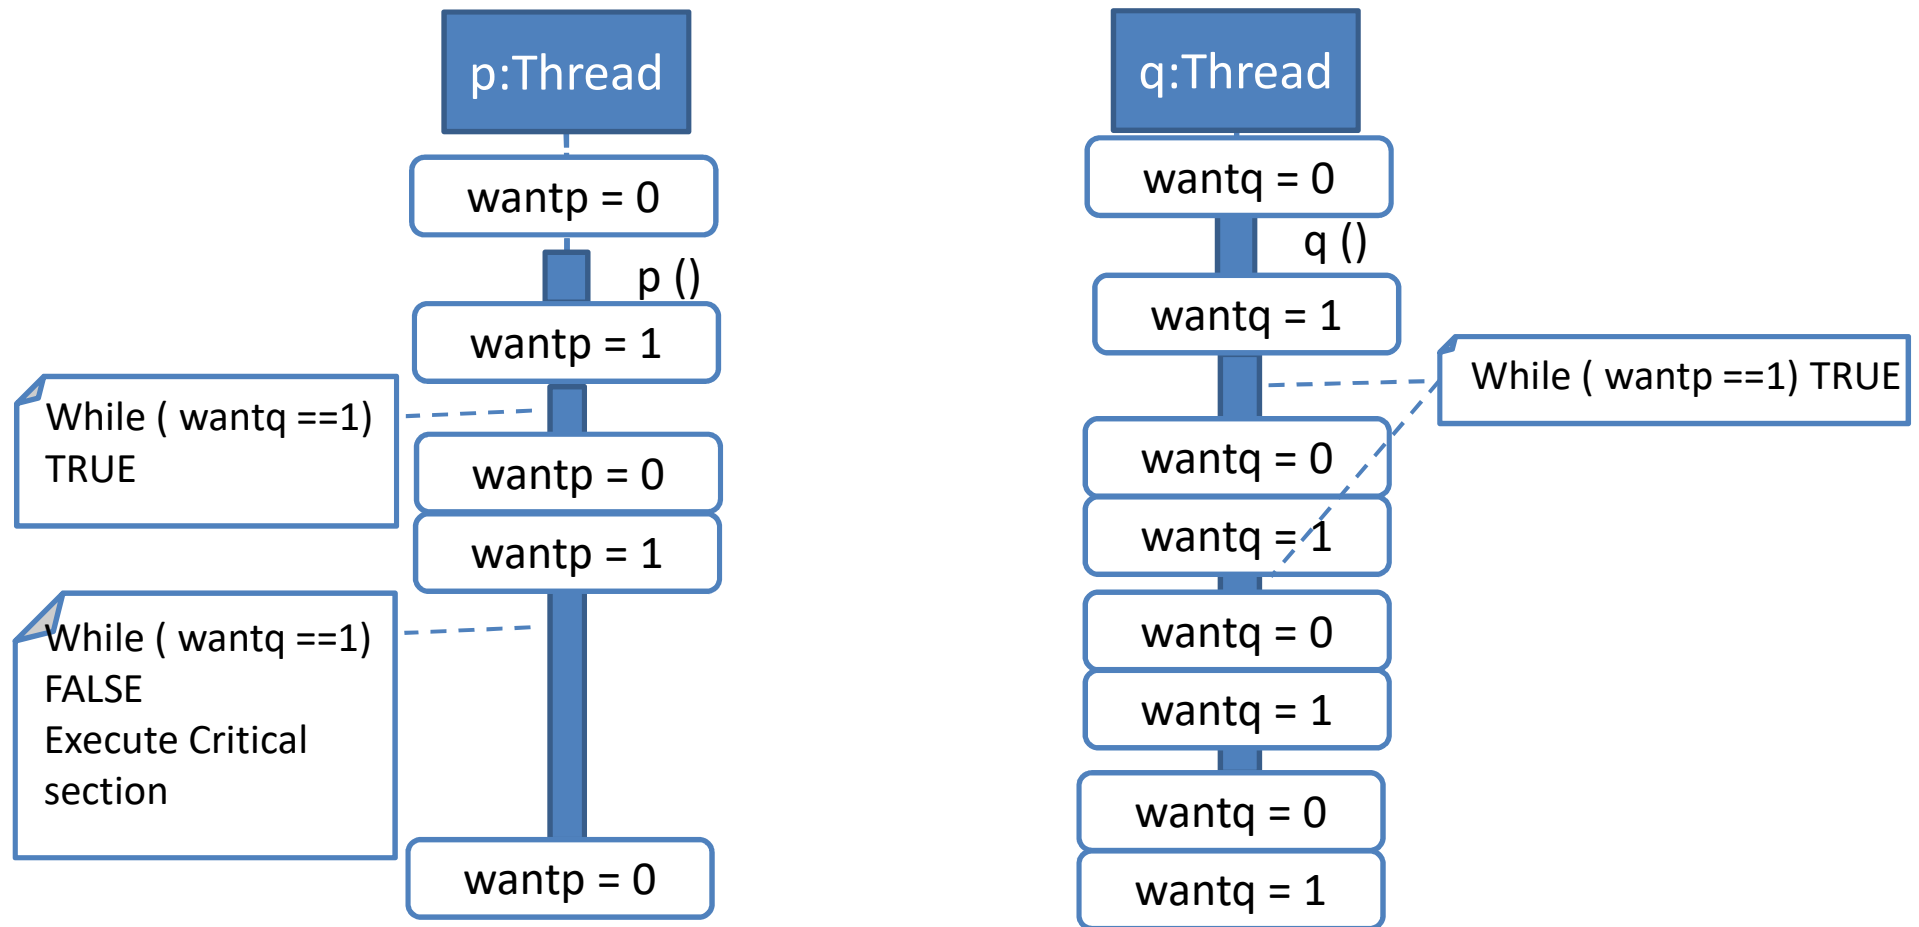 p:Thread
wantp = 0
p ()
wantp = 1
While ( wantq ==1)
TRUE
wantp = 0
wantp = 1
While ( wantq ==1)
FALSE
Execute Critical
section
wantp = 0
q:Thread
wantq = 0
q ()
wantq = 1
While ( wantp ==1) TRUE
wantq = 0
wantq = 1
wantq = 0
wantq = 1
wantq = 0
wantq = 1